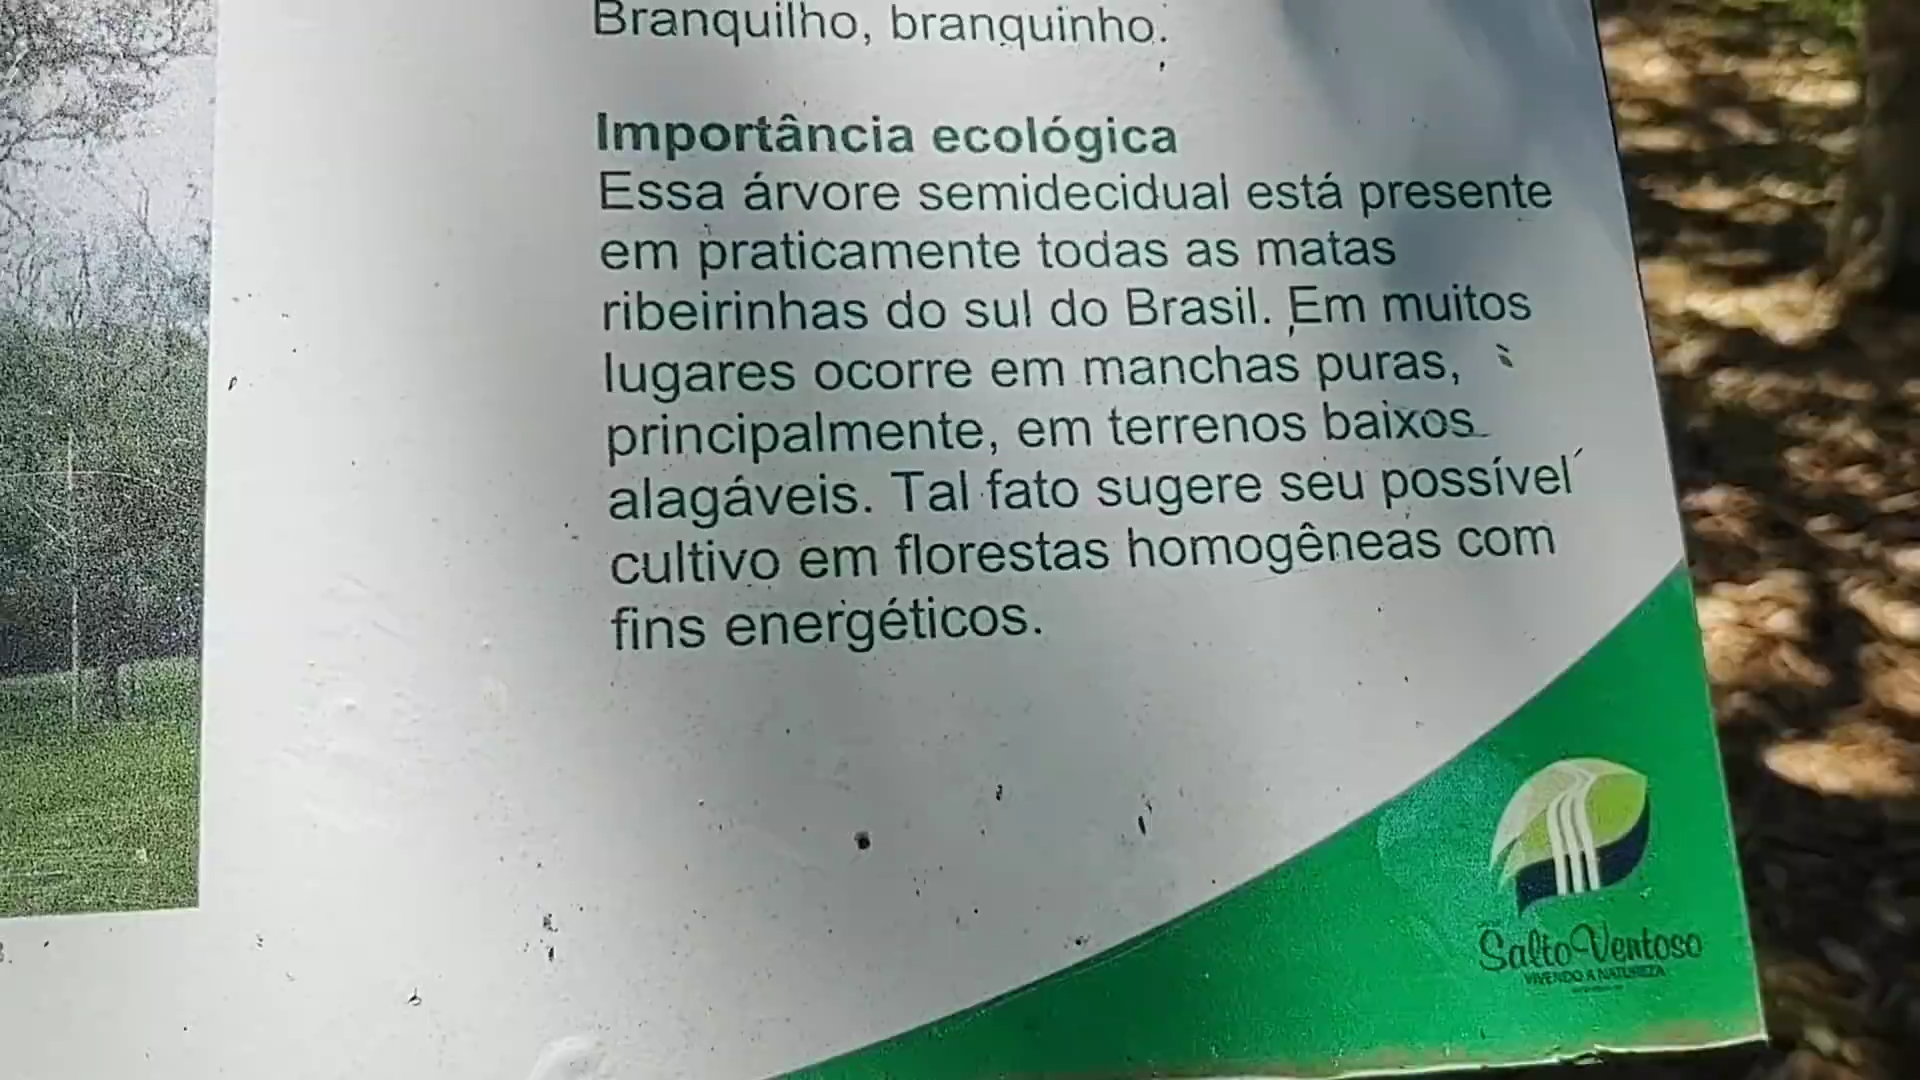 Branquilho, branquinho.
Importância ecológica
Essa árvore semidecidual está presente
em praticamente todas as matas
ribeirinhas do sul do Brasil. Em muitos
lugares ocorre em manchas puras,
principalmente, em terrenos baixos
alagáveis. Tal fato sugere seu possível
cultivo em florestas homogêneas com
fins energéticos.
Salto Ventoso
VIVENDO A NATUREZA